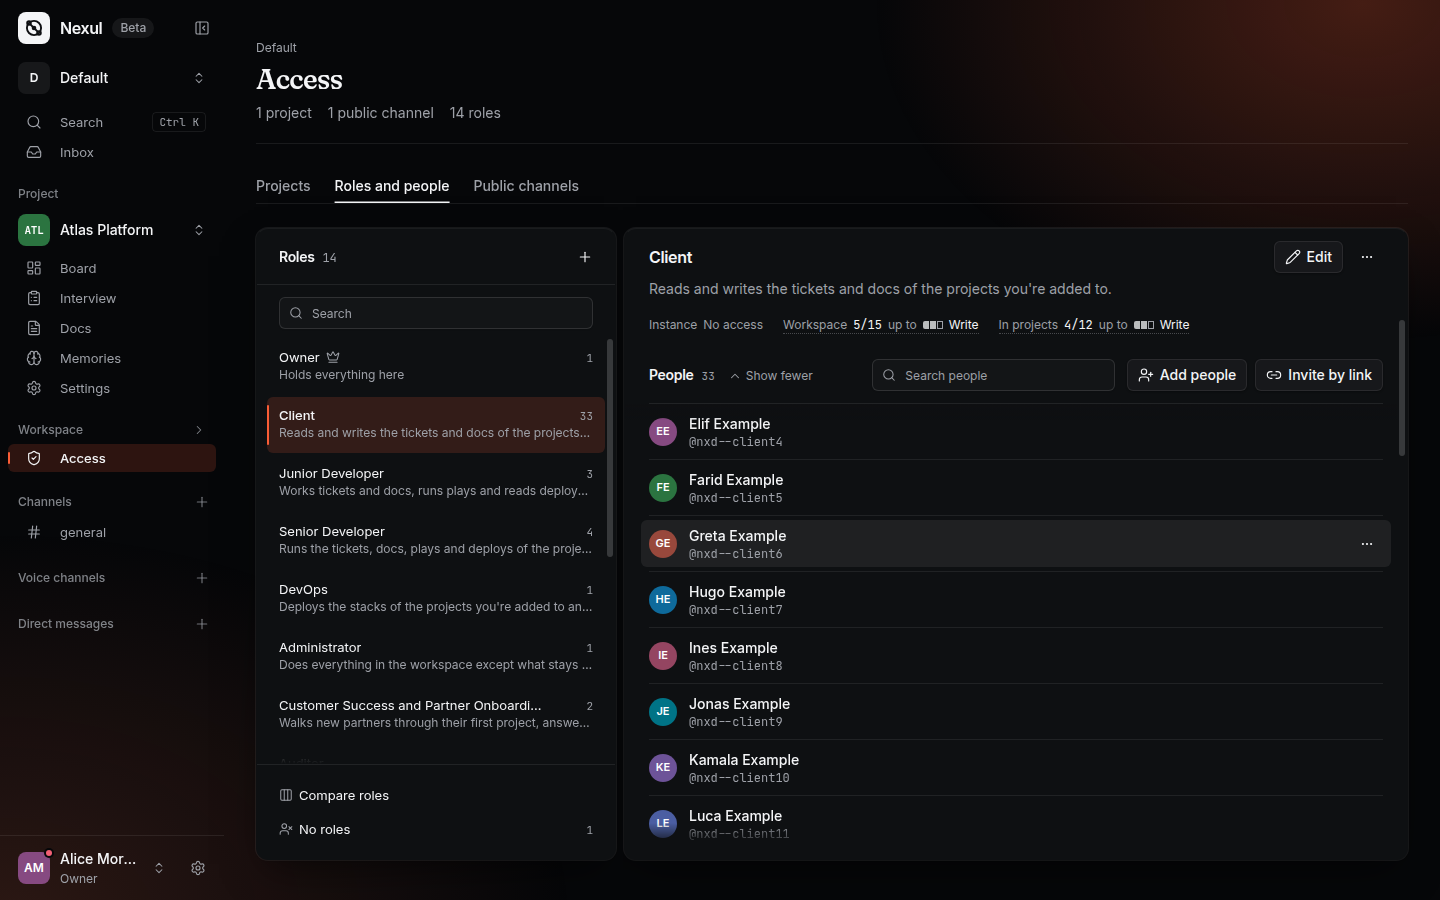 Nexul Beta
D Default
Search Ctrl K
Inbox
Project
ATL Atlas Platform
Board
Interview
Docs
Memories
Settings
Workspace
Access
Channels
general
Voice channels
Direct messages
AM Alice Mor...
Owner
Default
Access
1 project 1 public channel 14 roles
Projects Roles and people Public channels
Roles 14
Search
Owner 1
Holds everything here
Client 33
Reads and writes the tickets and docs of the projects...
Junior Developer 3
Works tickets and docs, runs plays and reads deploy...
Senior Developer 4
Runs the tickets, docs, plays and deploys of the proje...
DevOps 1
Deploys the stacks of the projects you're added to an...
Administrator 1
Does everything in the workspace except what stays ...
Customer Success and Partner Onboardi... 2
Walks new partners through their first project, answe...
Compare roles
No roles 1
Client
Edit
Reads and writes the tickets and docs of the projects you're added to.
Instance No access Workspace 5/15 up to Write In projects 4/12 up to Write
People 33 Show fewer Search people Add people Invite by link
EE Elif Example
@nxd--client4
FE Farid Example
@nxd--client5
GE Greta Example
@nxd--client6
HE Hugo Example
@nxd--client7
IE Ines Example
@nxd--client8
JE Jonas Example
@nxd--client9
KE Kamala Example
@nxd--client10
LE Luca Example
@nxd--client11